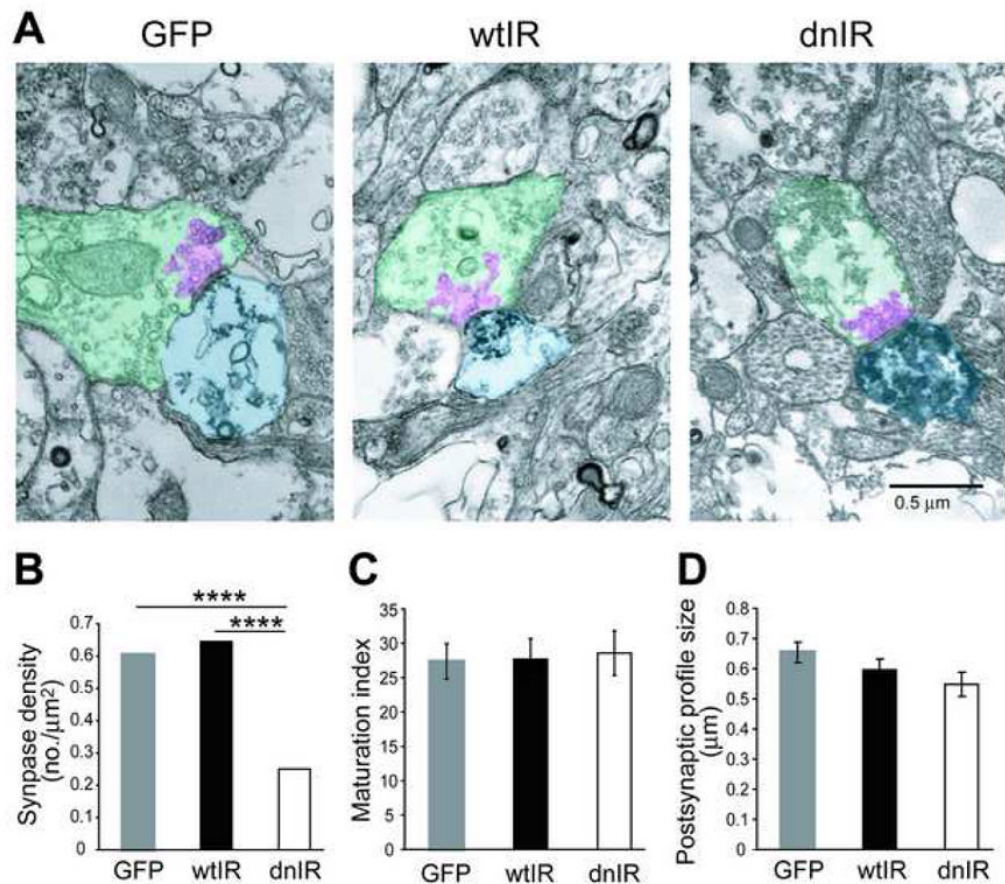 A
GFP
wtIR
dnIR
0.5 μm
B
Synpase density
(no./μm²)
0.7
0.6
0.5
0.4
0.3
0.2
0.1
0
****
****
GFP
wtIR
dnIR
C
Maturation index
35
30
25
20
15
10
5
0
GFP
wtIR
dnIR
D
Postsynaptic profile size
(μm)
0.8
0.7
0.6
0.5
0.4
0.3
0.2
0.1
0
GFP
wtIR
dnIR